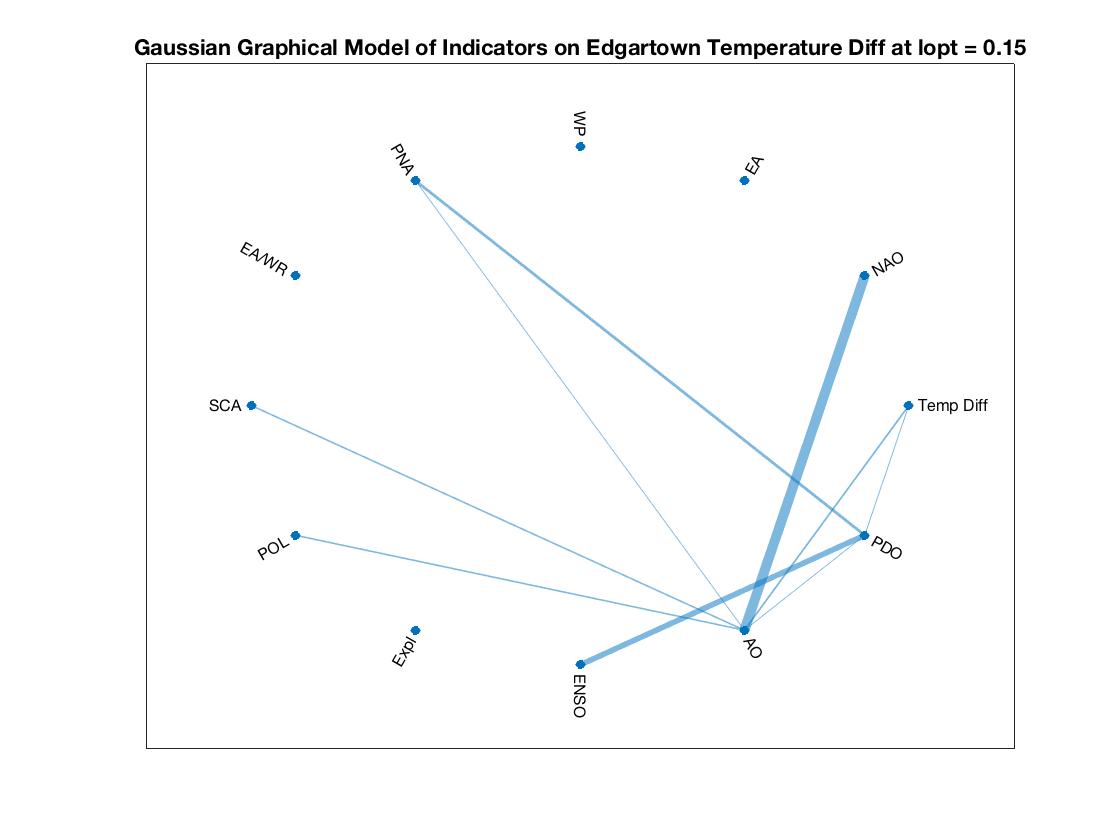 Gaussian Graphical Model of Indicators on Edgartown Temperature Diff at lopt = 0.15
WP
PNA
EA
EA/WR
NAO
SCA
Temp Diff
POL
PDO
Expl
AO
ENSO